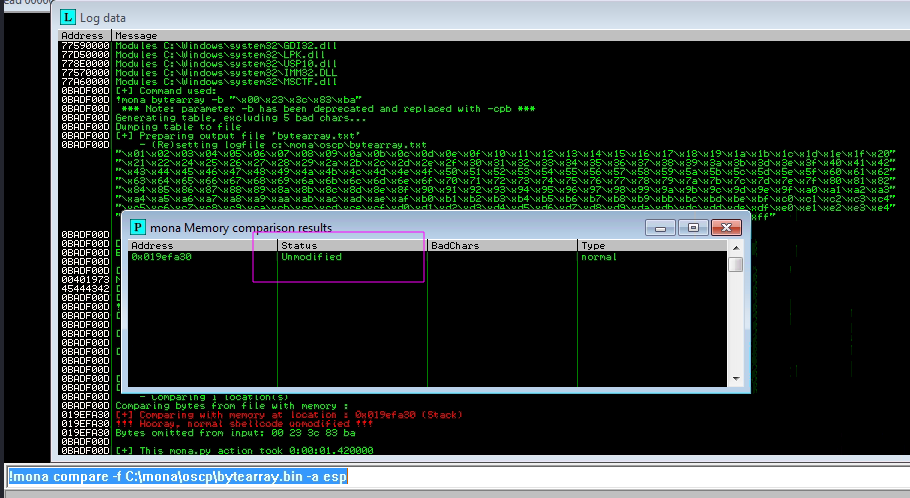 ead 00000
Log data
Address Message
77590000 Modules C:\Windows\system32\GDI32.dll
77D50000 Modules C:\Windows\system32\LPK.dll
778E0000 Modules C:\Windows\system32\USP10.dll
77570000 Modules C:\Windows\system32\IMM32.DLL
77A60000 Modules C:\Windows\system32\MSCTF.dll
0BADF00D [+] Command used:
0BADF00D !mona bytearray -b "\x00\x23\x3c\x83\xba"
0BADF00D *** Note: parameter -b has been deprecated and replaced with -cpb ***
0BADF00D Generating table, excluding 5 bad chars...
0BADF00D Dumping table to file
0BADF00D [+] Preparing output file 'bytearray.txt'
0BADF00D - (Re)setting logfile c:\mona\oscp\bytearray.txt
"\x01\x02\x03\x04\x05\x06\x07\x08\x09\x0a\x0b\x0c\x0d\x0e\x0f\x10\x11\x12\x13\x14\x15\x16\x17\x18\x19\x1a\x1b\x1c\x1d\x1e\x1f\x20"
"\x21\x22\x24\x25\x26\x27\x28\x29\x2a\x2b\x2c\x2d\x2e\x2f\x30\x31\x32\x33\x34\x35\x36\x37\x38\x39\x3a\x3b\x3d\x3e\x3f\x40\x41\x42"
"\x43\x44\x45\x46\x47\x48\x49\x4a\x4b\x4c\x4d\x4e\x4f\x50\x51\x52\x53\x54\x55\x56\x57\x58\x59\x5a\x5b\x5c\x5d\x5e\x5f\x60\x61\x62"
"\x63\x64\x65\x66\x67\x68\x69\x6a\x6b\x6c\x6d\x6e\x6f\x70\x71\x72\x73\x74\x75\x76\x77\x78\x79\x7a\x7b\x7c\x7d\x7e\x7f\x80\x81\x82"
"\x84\x85\x86\x87\x88\x89\x8a\x8b\x8c\x8d\x8e\x8f\x90\x91\x92\x93\x94\x95\x96\x97\x98\x99\x9a\x9b\x9c\x9d\x9e\x9f\xa0\xa1\xa2\xa3"
"\xa4\xa5\xa6\xa7\xa8\xa9\xaa\xab\xac\xad\xae\xaf\xb0\xb1\xb2\xb3\xb4\xb5\xb6\xb7\xb8\xb9\xbb\xbc\xbd\xbe\xbf\xc0\xc1\xc2\xc3\xc4"
xff"
mona Memory comparison results
Address Status BadChars Type
0x019efa30 Unmodified normal
0BADF00D
00401973
45444342
0BADF00D - Comparing 1 location(s)
0BADF00D Comparing bytes from file with memory :
019EFA30 [+] Comparing with memory at location : 0x019efa30 (Stack)
019EFA30 !!! Hooray, normal shellcode unmodified !!!
019EFA30 Bytes omitted from input: 00 23 3c 83 ba
0BADF00D
0BADF00D [+] This mona.py action took 0:00:01.420000
!mona compare -f C:\mona\oscp\bytearray.bin -a esp